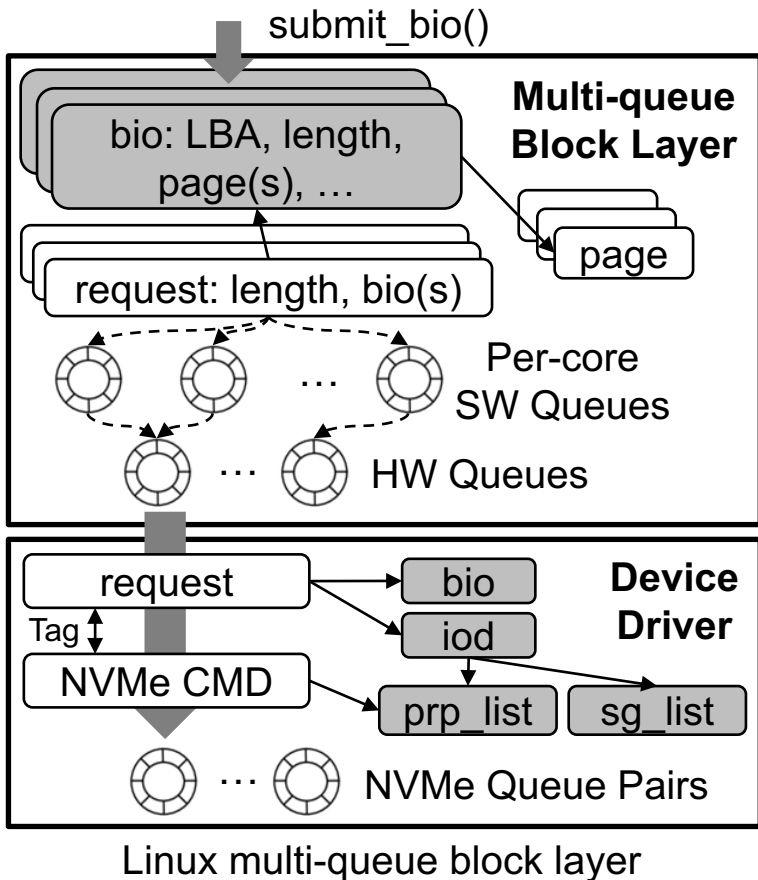 submit_bio()
Multi-queue
Block Layer
bio: LBA, length,
page(s), ...
page
request: length, bio(s)
Per-core
SW Queues
...
HW Queues
...
request
bio
Device
Driver
Tag
iod
NVMe CMD
prp_list
sg_list
...
NVMe Queue Pairs
Linux multi-queue block layer